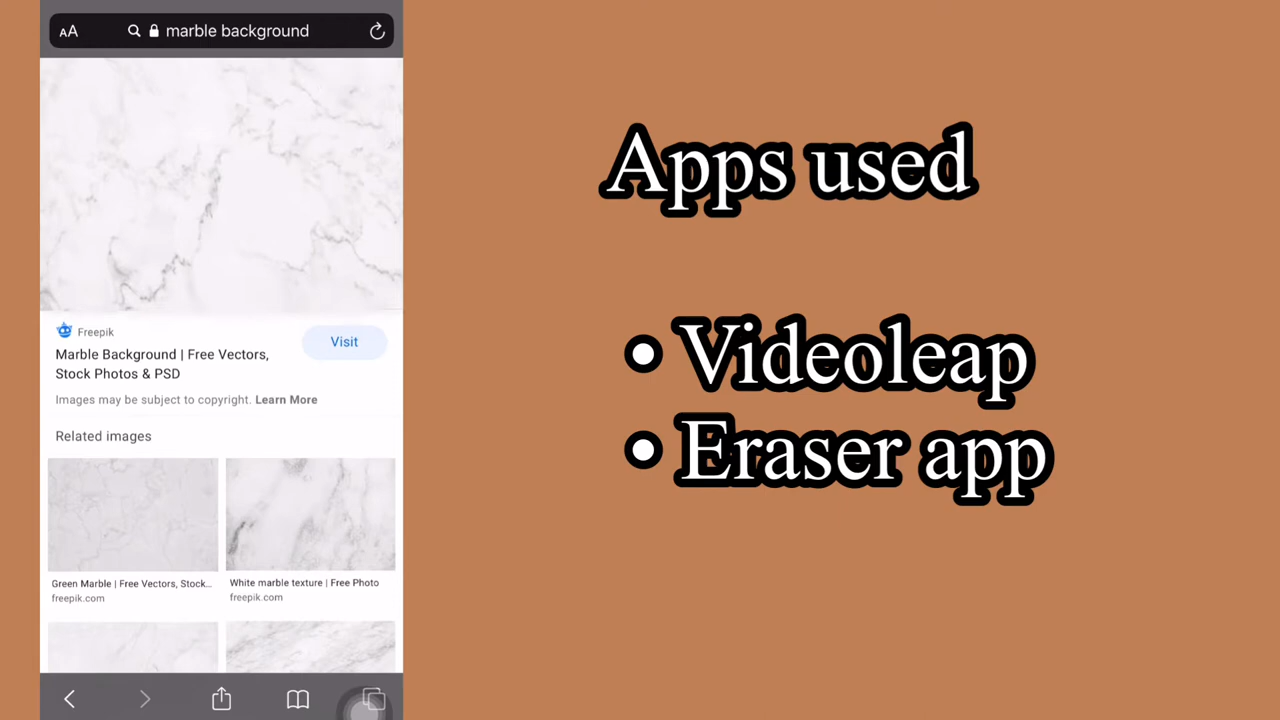 AA marble background
Freepik
Marble Background | Free Vectors,
Stock Photos & PSD
Visit
Images may be subject to copyright. Learn More
Related images
Green Marble | Free Vectors, Stock...
freepik.com
White marble texture | Free Photo
freepik.com
Apps used
• Videoleap
• Eraser app